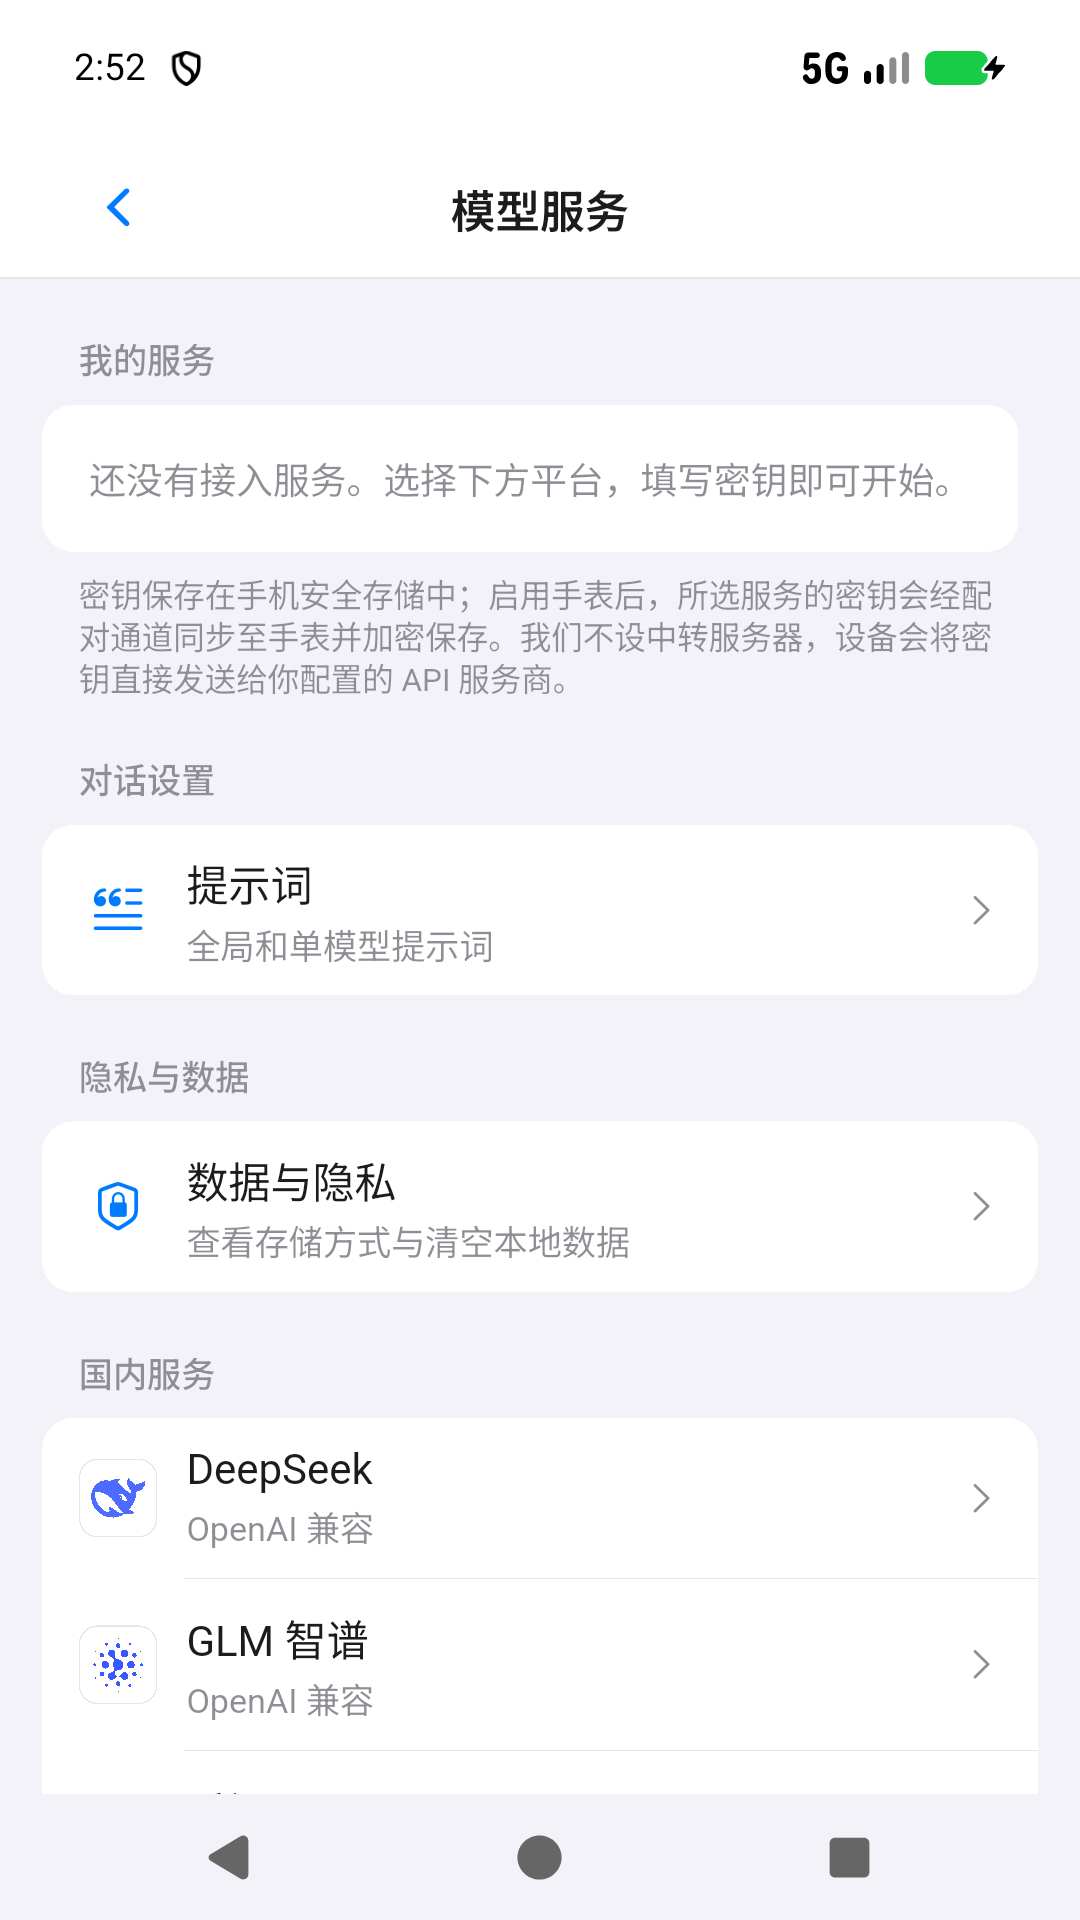 2:52
5G
模型服务
我的服务
还没有接入服务。选择下方平台，填写密钥即可开始。
密钥保存在手机安全存储中；启用手表后，所选服务的密钥会经配
对通道同步至手表并加密保存。我们不设中转服务器，设备会将密
钥直接发送给你配置的 API 服务商。
对话设置
提示词
全局和单模型提示词
隐私与数据
数据与隐私
查看存储方式与清空本地数据
国内服务
DeepSeek
OpenAI 兼容
GLM 智谱
OpenAI 兼容